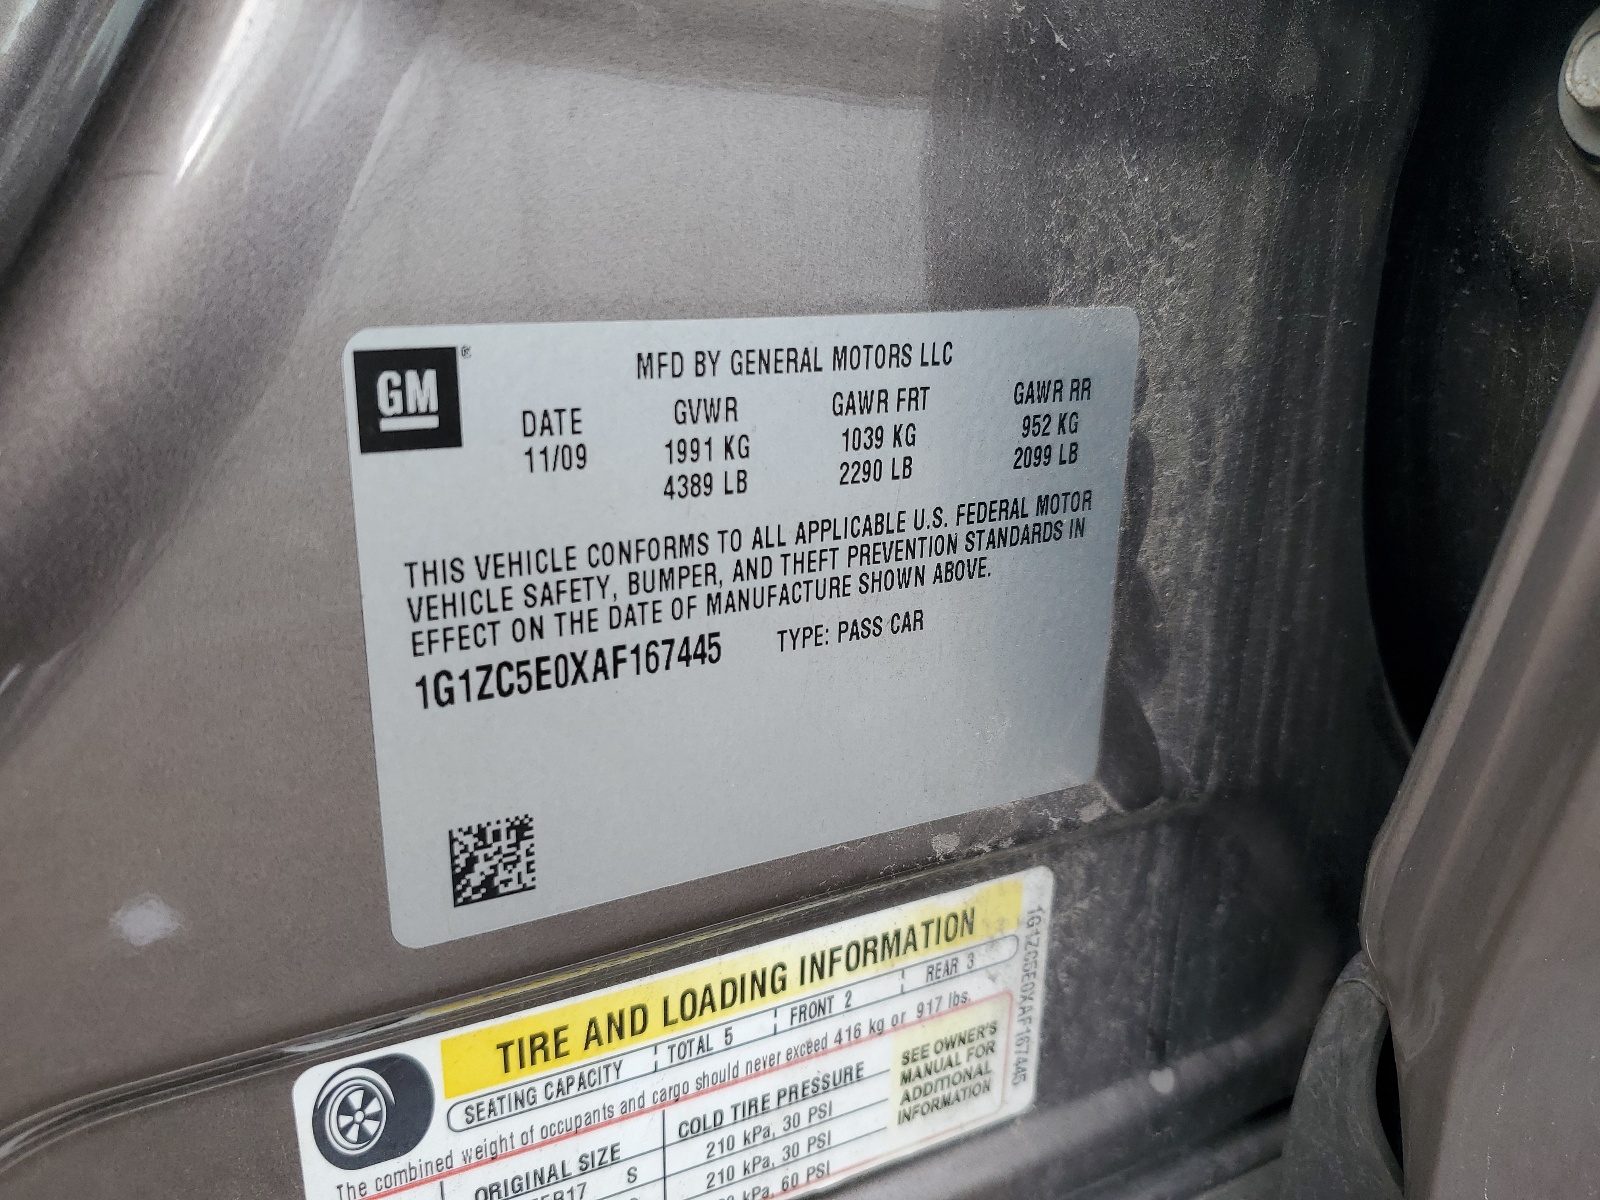 GM
MFD BY GENERAL MOTORS LLC
DATE GVWR GAWR FRT GAWR RR
11/09 1991 KG 1039 KG 952 KG
4389 LB 2290 LB 2099 LB
THIS VEHICLE CONFORMS TO ALL APPLICABLE U.S. FEDERAL MOTOR
VEHICLE SAFETY, BUMPER, AND THEFT PREVENTION STANDARDS IN
EFFECT ON THE DATE OF MANUFACTURE SHOWN ABOVE.
1G1ZC5E0XAF167445 TYPE: PASS CAR
TIRE AND LOADING INFORMATION
SEATING CAPACITY TOTAL 5 FRONT 2 REAR 3
The combined weight of occupants and cargo should never exceed 416 kg or 917 lbs.
ORIGINAL SIZE COLD TIRE PRESSURE
S 210 kPa, 30 PSI
210 kPa, 30 PSI
kPa, 60 PSI
SEE OWNER'S
MANUAL FOR
ADDITIONAL
INFORMATION
1G1ZC5E0XAF167445